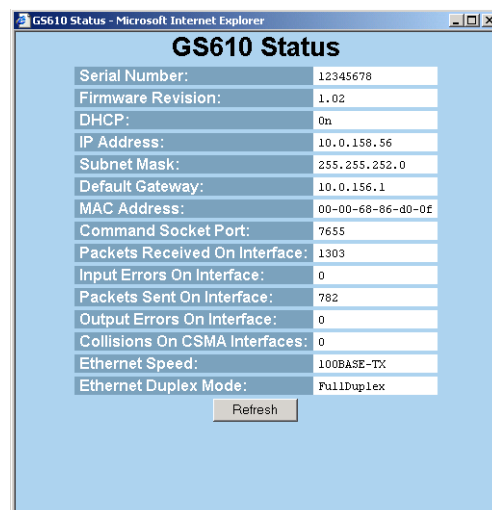 GS610 Status - Microsoft Internet Explorer
GS610 Status
Serial Number: 12345678
Firmware Revision: 1.02
DHCP: On
IP Address: 10.0.158.56
Subnet Mask: 255.255.252.0
Default Gateway: 10.0.156.1
MAC Address: 00-00-68-86-d0-0f
Command Socket Port: 7655
Packets Received On Interface: 1303
Input Errors On Interface: 0
Packets Sent On Interface: 782
Output Errors On Interface: 0
Collisions On CSMA Interfaces: 0
Ethernet Speed: 100BASE-TX
Ethernet Duplex Mode: FullDuplex
Refresh